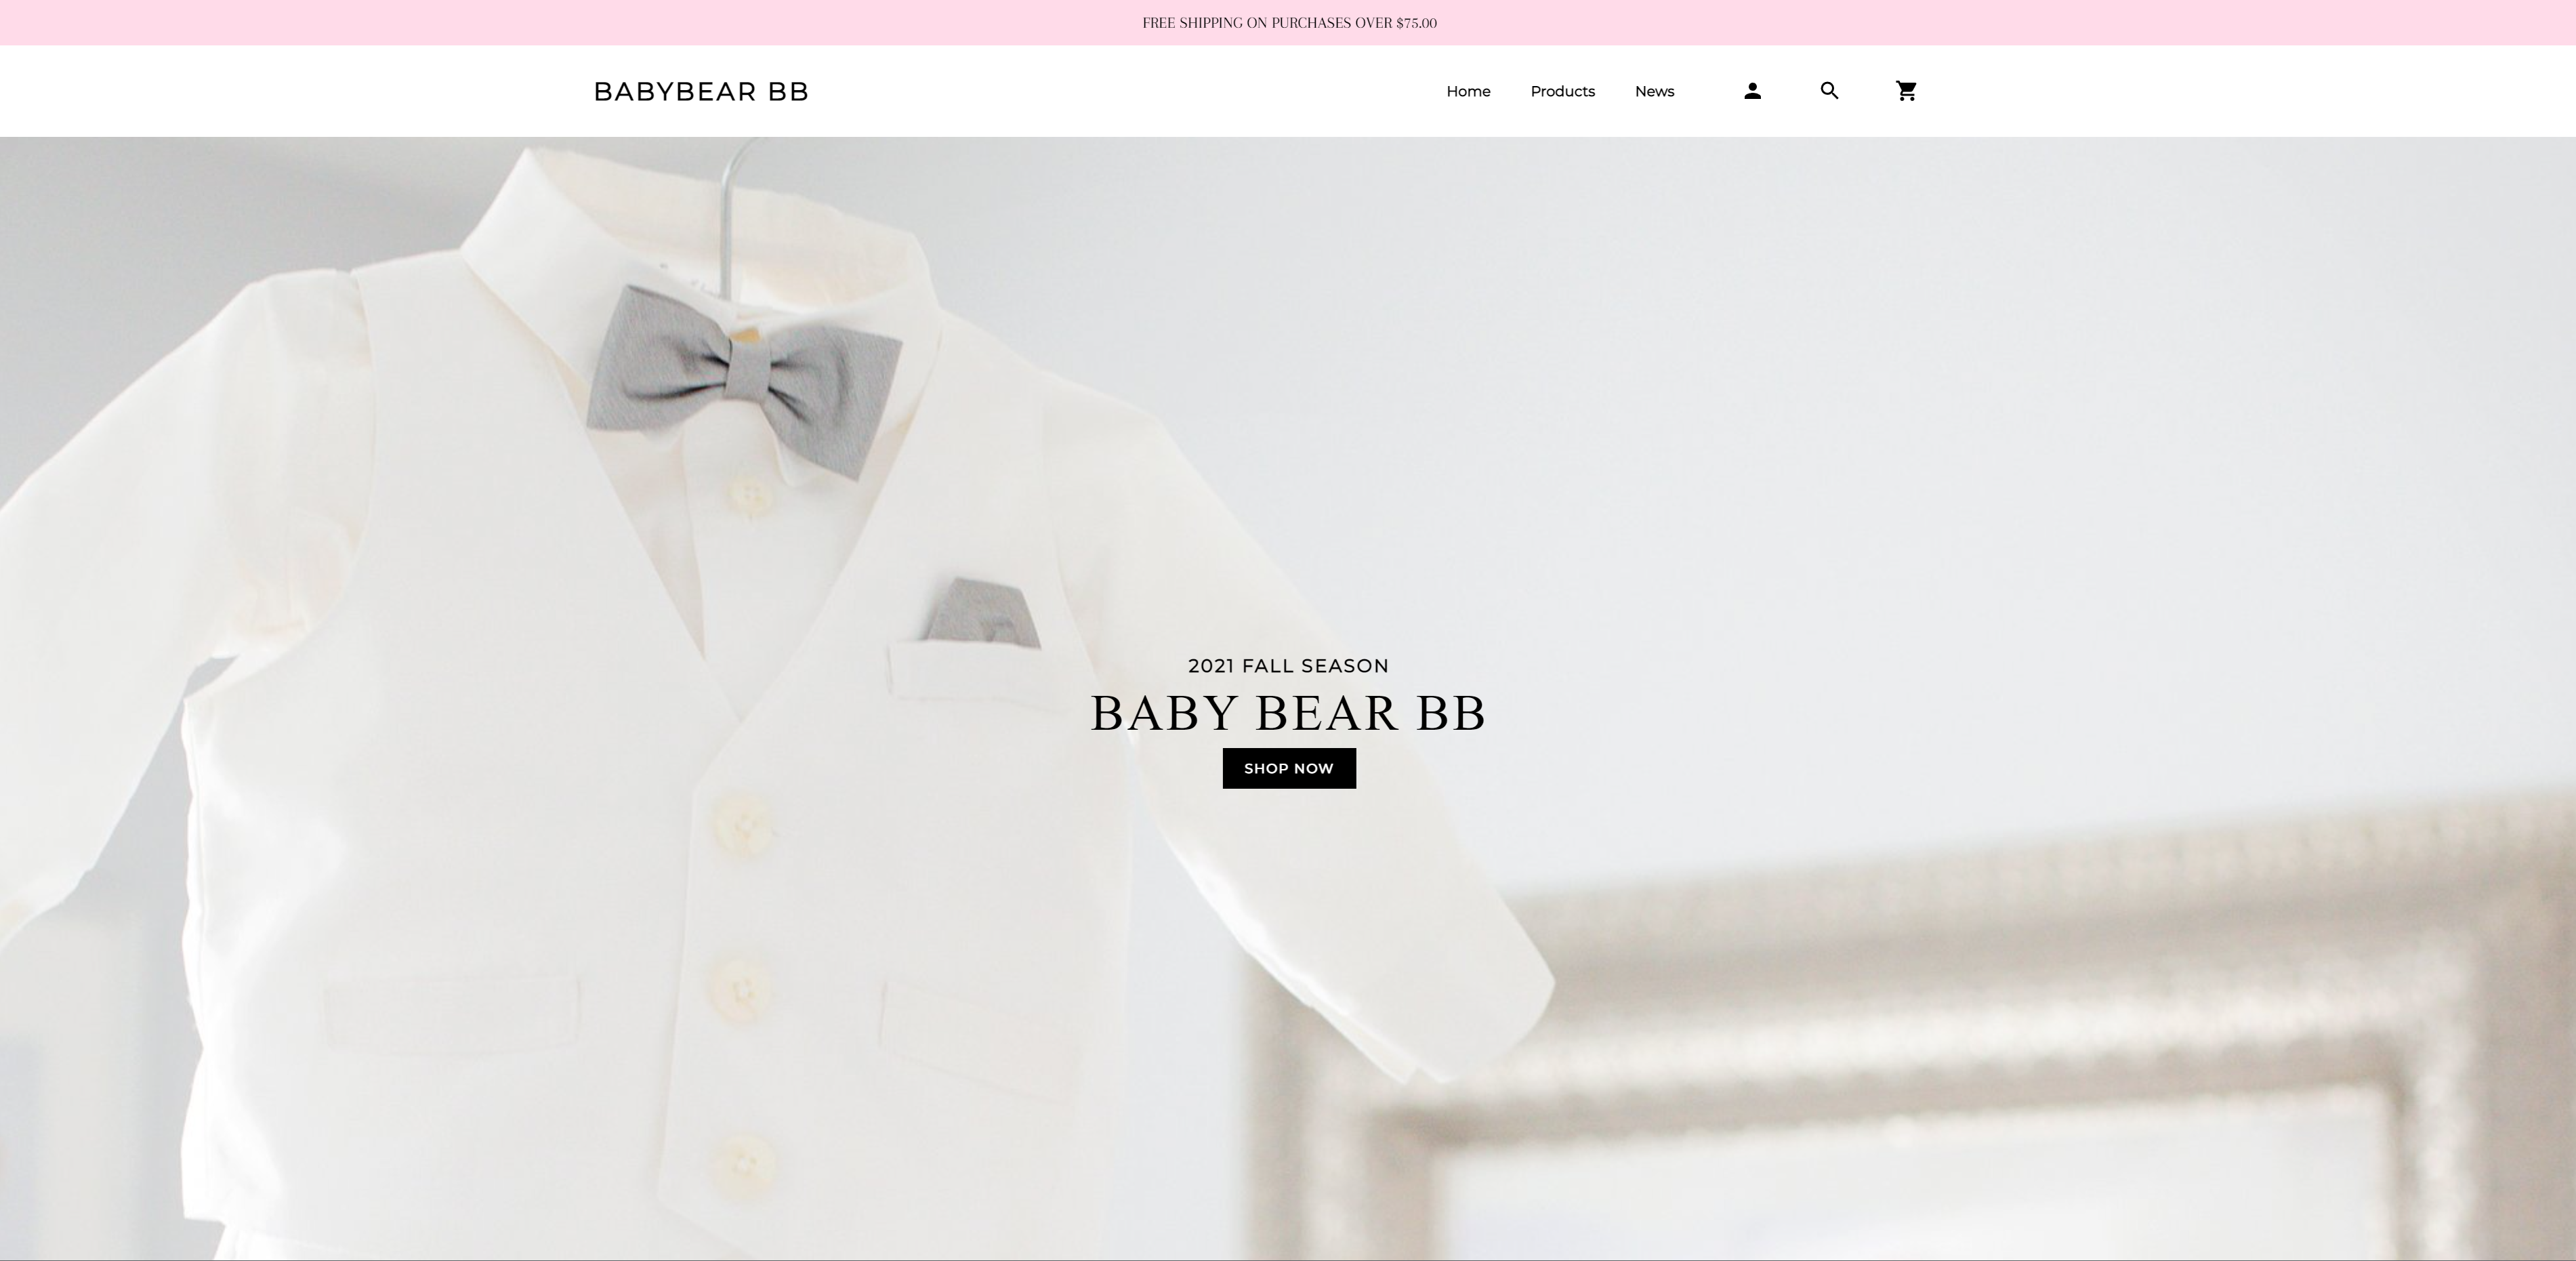 FREE SHIPPING ON PURCHASES OVER $75.00
BABYBEAR BB
Home Products News
2021 FALL SEASON
BABY BEAR BB
SHOP NOW